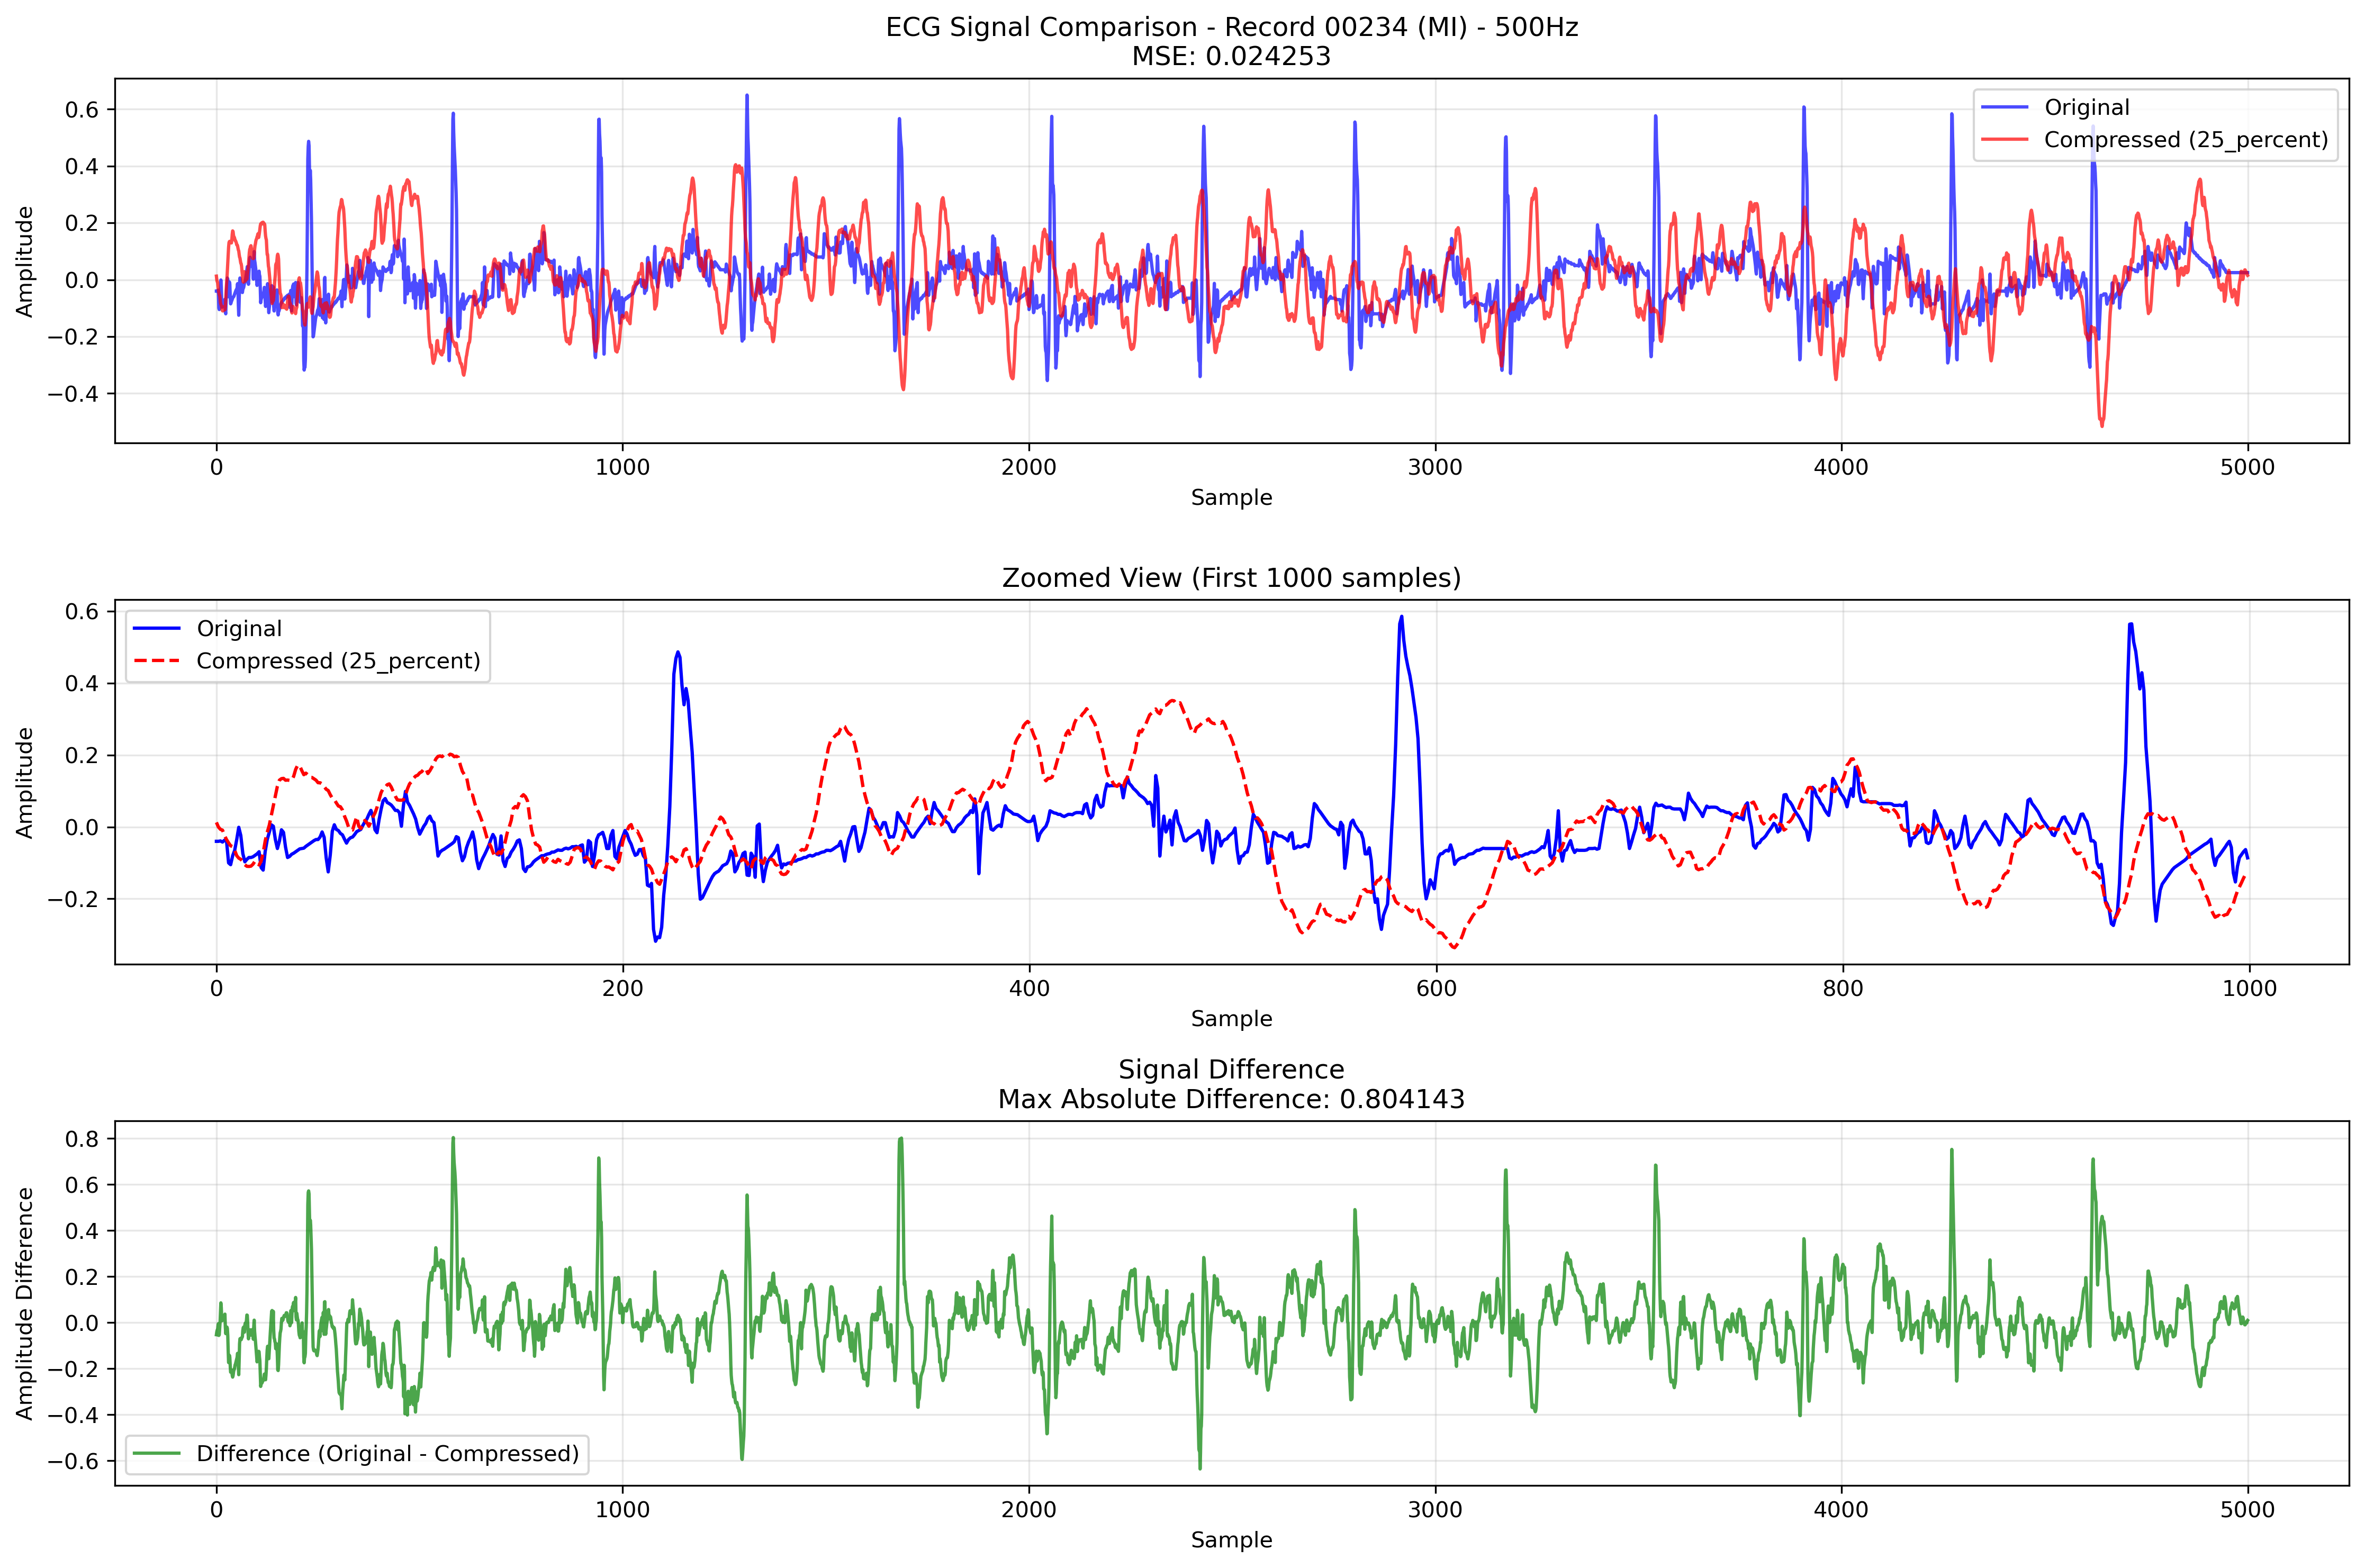 ECG Signal Comparison - Record 00234 (MI) - 500Hz
MSE: 0.024253
Amplitude
0.6
0.4
0.2
0.0
−0.2
−0.4
Original
Compressed (25_percent)
0 1000 2000 3000 4000 5000
Sample
Zoomed View (First 1000 samples)
Amplitude
0.6
0.4
0.2
0.0
−0.2
Original
Compressed (25_percent)
0 200 400 600 800 1000
Sample
Signal Difference
Max Absolute Difference: 0.804143
Amplitude Difference
0.8
0.6
0.4
0.2
0.0
−0.2
−0.4
−0.6
Difference (Original - Compressed)
0 1000 2000 3000 4000 5000
Sample